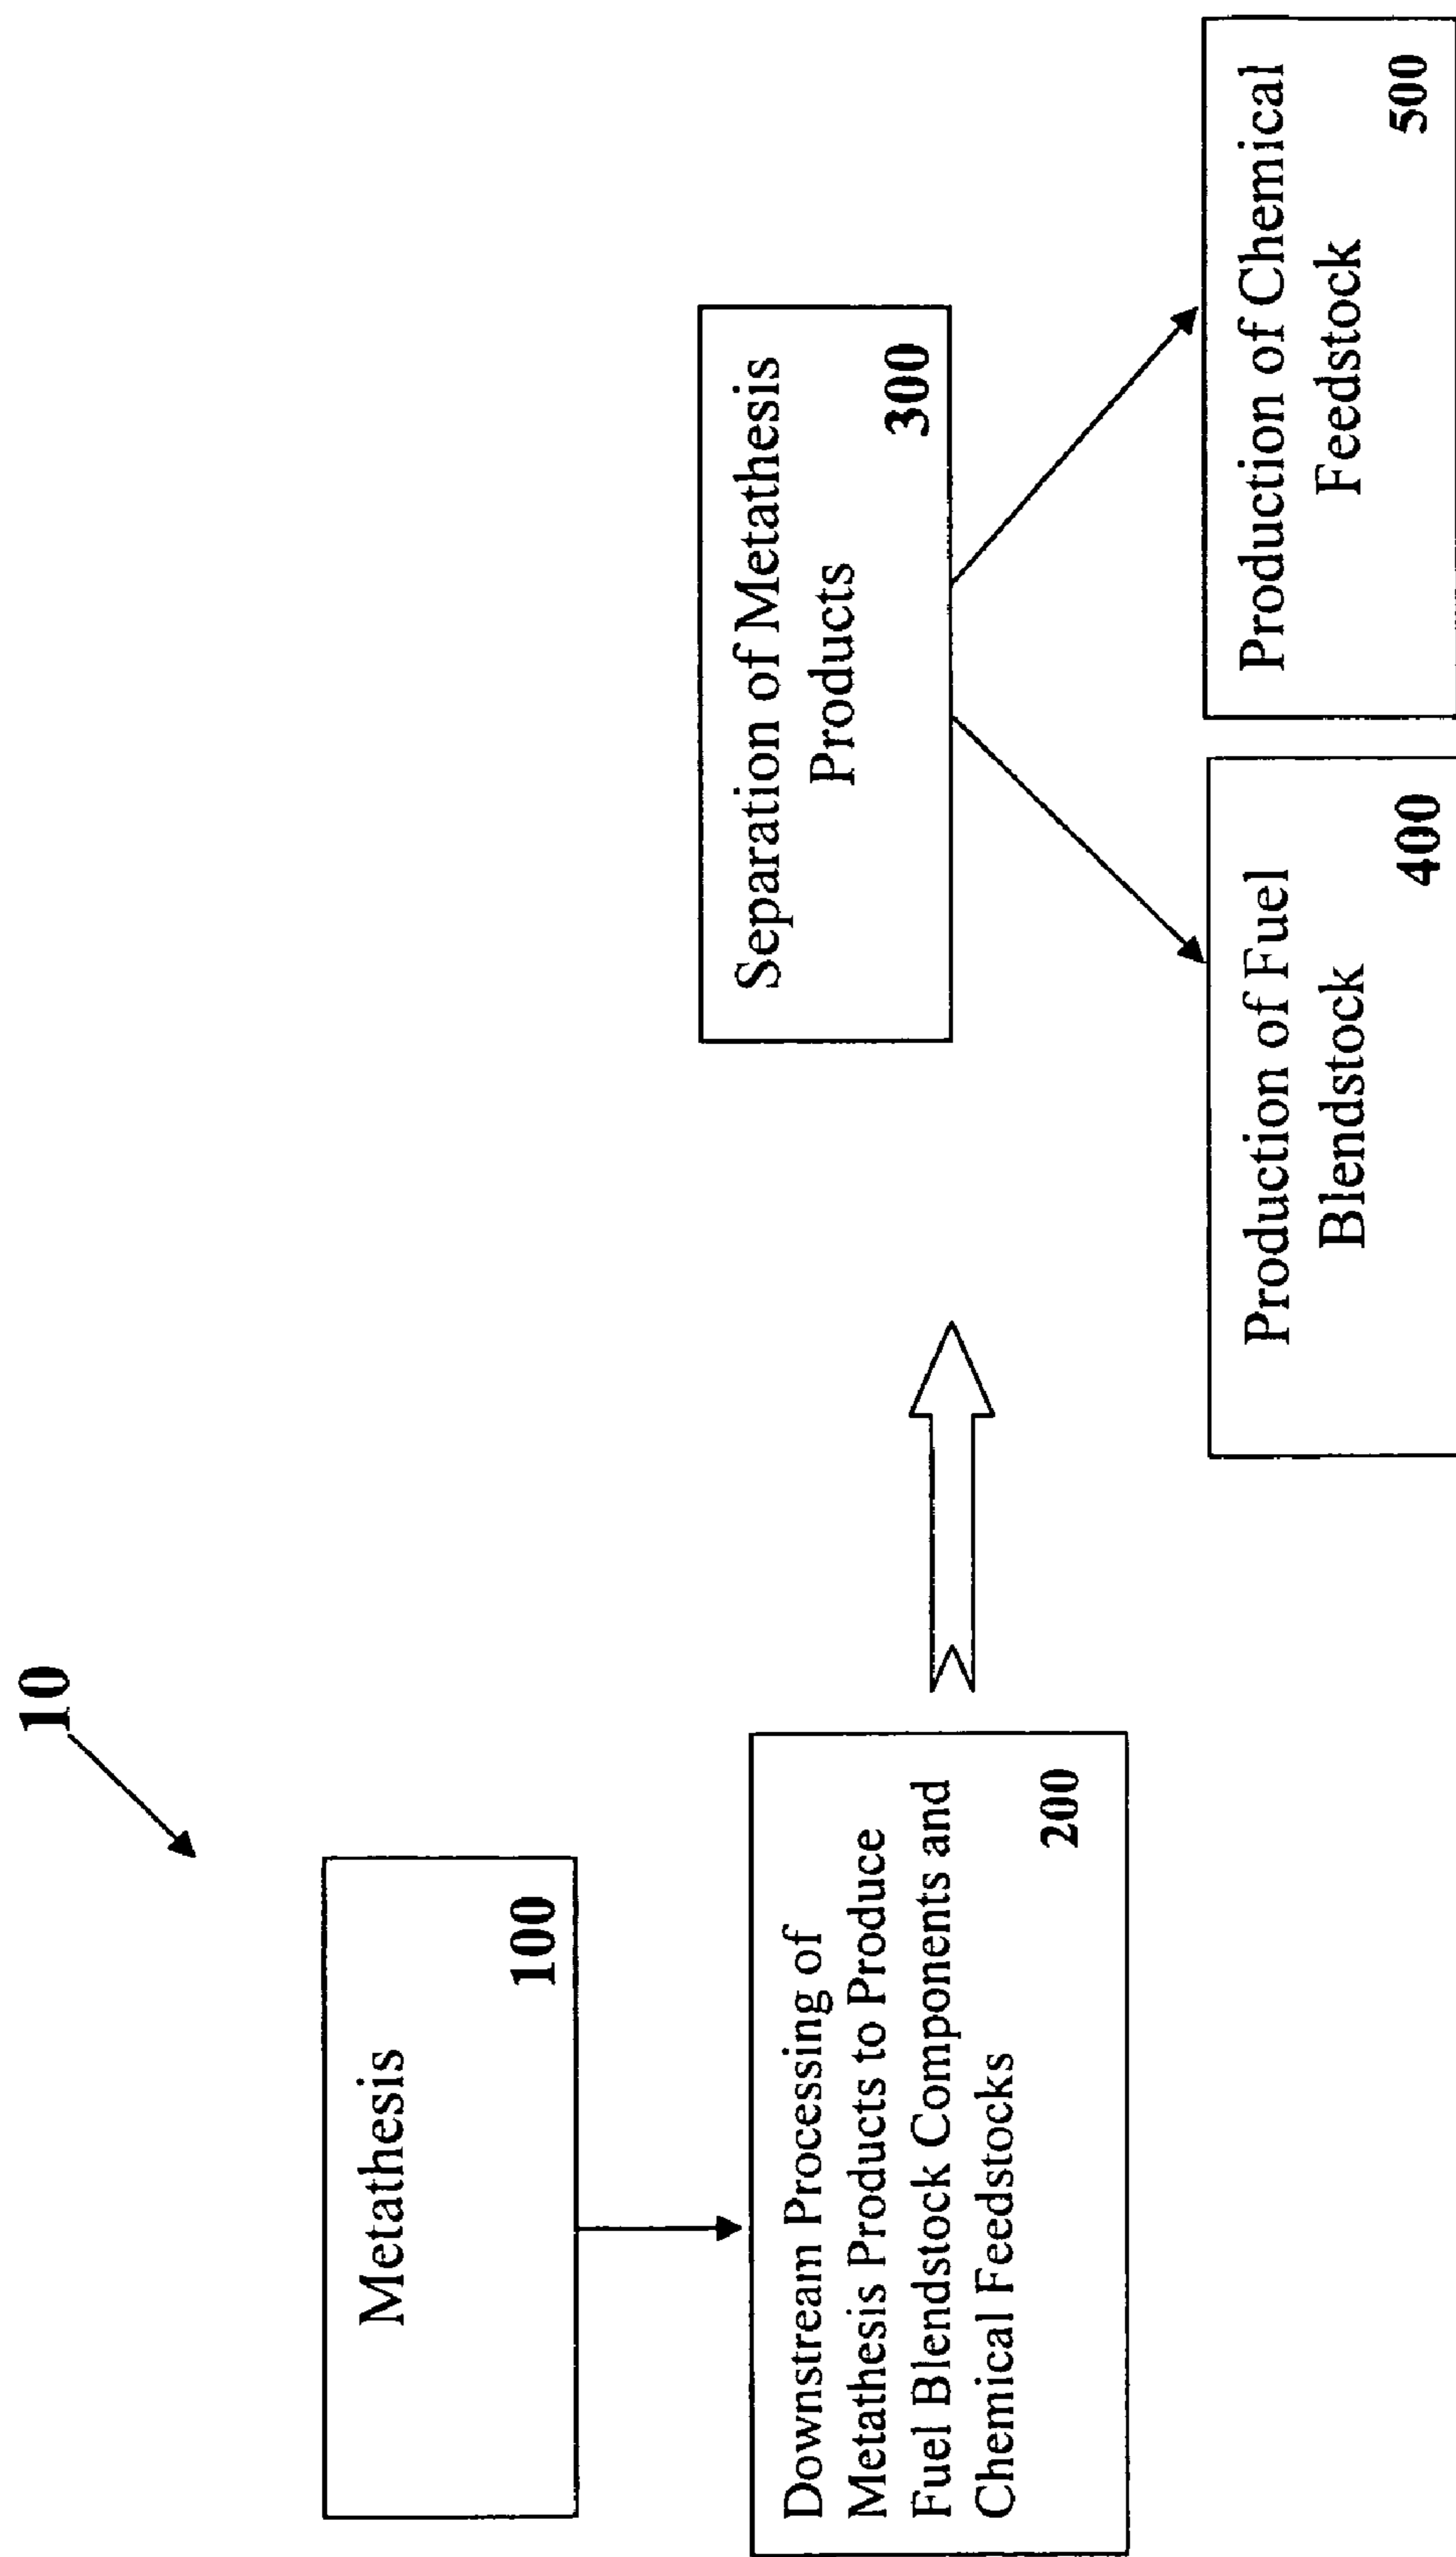 10
Metathesis
100
Downstream Processing of
Metathesis Products to Produce
Fuel Blendstock Components and
Chemical Feedstocks
200
Separation of Metathesis
Products
300
Production of Fuel
Blendstock
400
Production of Chemical
Feedstock
500